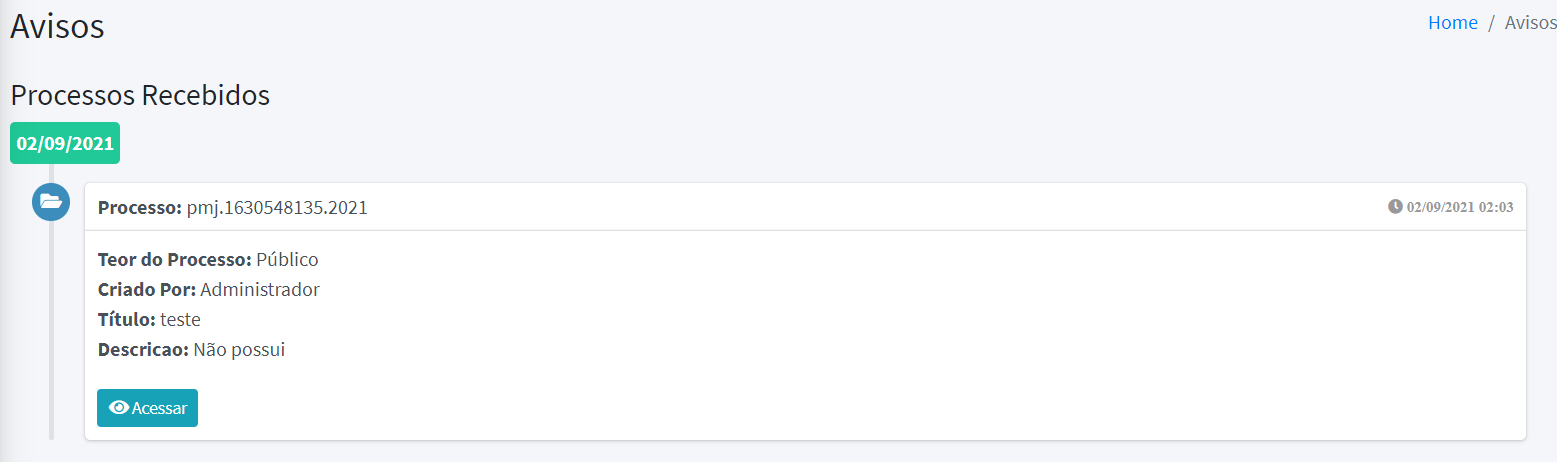 Avisos
Home / Avisos
Processos Recebidos
02/09/2021
Processo: pmj.1630548135.2021
02/09/2021 02:03
Teor do Processo: Público
Criado Por: Administrador
Título: teste
Descricao: Não possui
Acessar